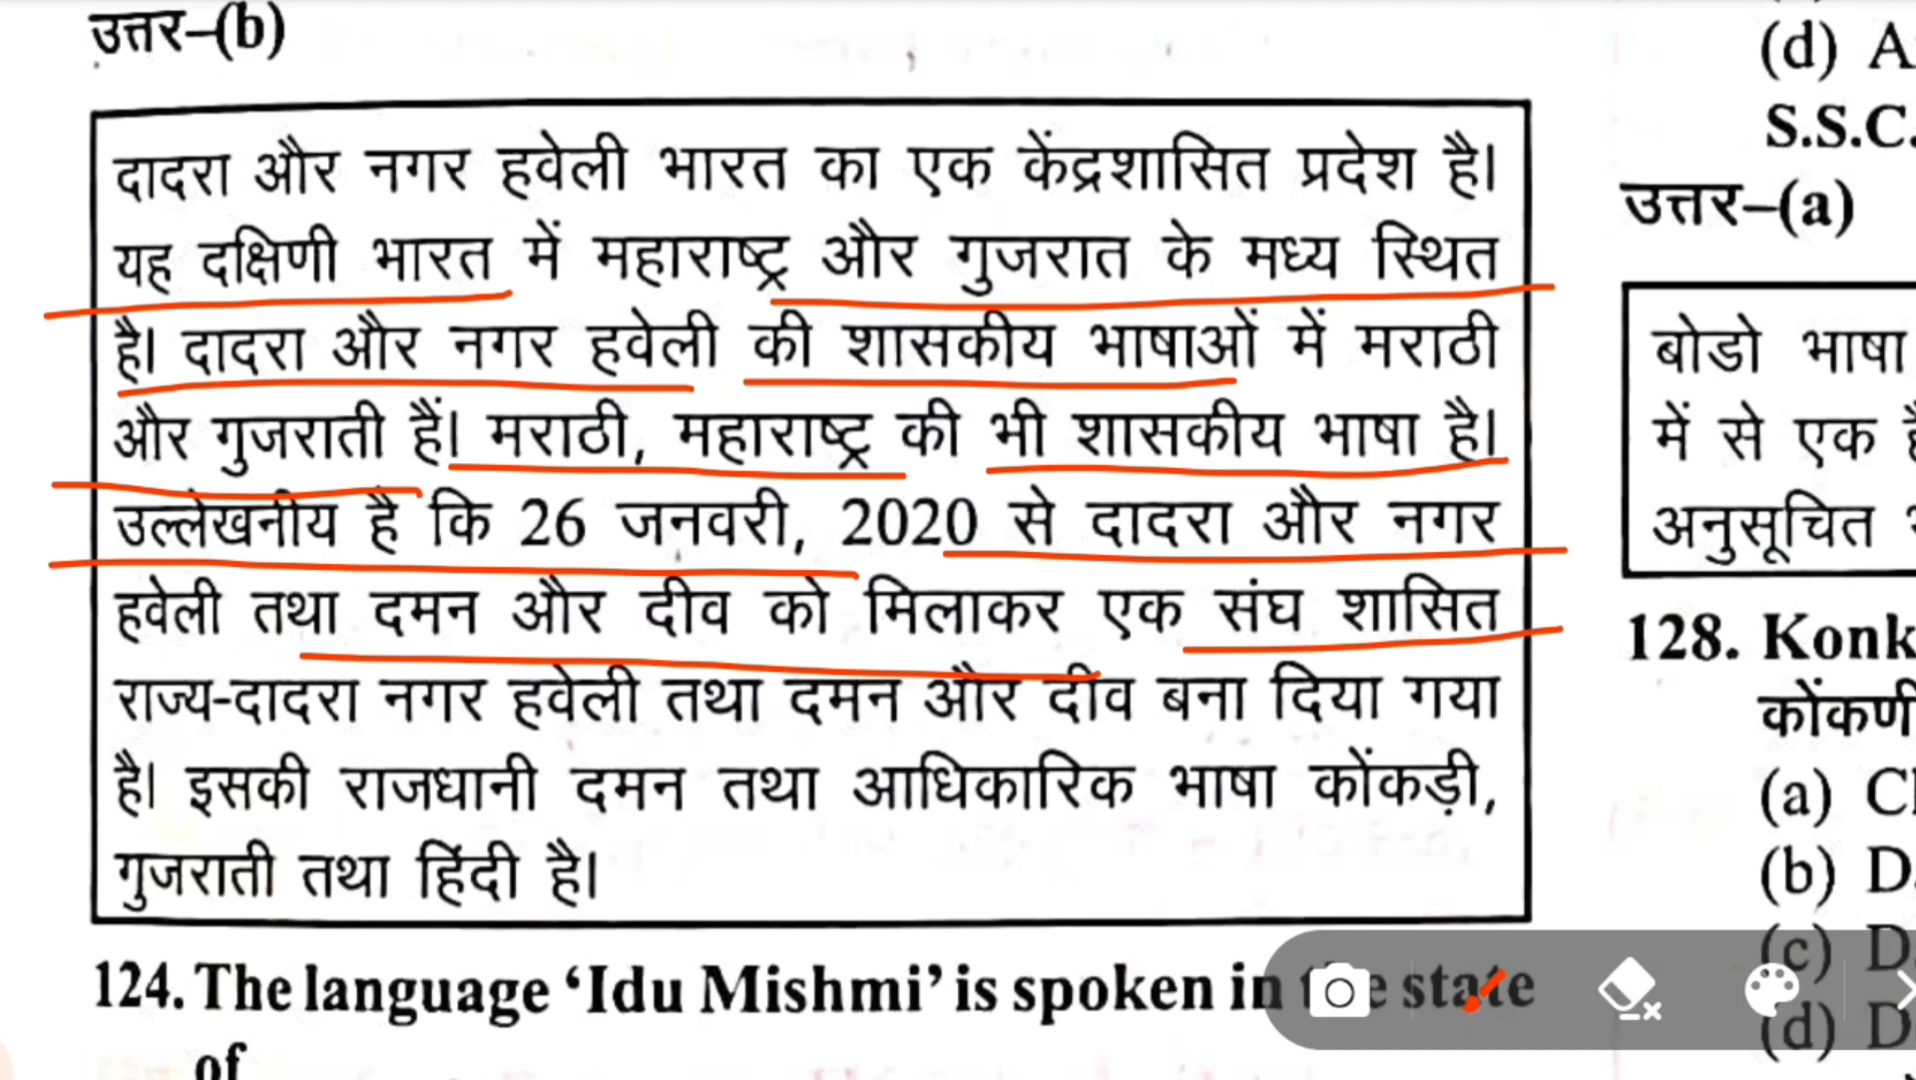 उत्तर–(b)
दादरा और नगर हवेली भारत का एक केंद्रशासित प्रदेश है।
यह दक्षिणी भारत में महाराष्ट्र और गुजरात के मध्य स्थित
है। दादरा और नगर हवेली की शासकीय भाषाओं में मराठी
और गुजराती हैं। मराठी, महाराष्ट्र की भी शासकीय भाषा है।
उल्लेखनीय है कि 26 जनवरी, 2020 से दादरा और नगर
हवेली तथा दमन और दीव को मिलाकर एक संघ शासित
राज्य-दादरा नगर हवेली तथा दमन और दीव बना दिया गया
है। इसकी राजधानी दमन तथा आधिकारिक भाषा कोंकड़ी,
गुजराती तथा हिंदी है।
124. The language ‘Idu Mishmi’ is spoken in the state
of
(d) A
S.S.C.
उत्तर–(a)
बोडो भाषा
में से एक
अनुसूचित
128. Konk
कोंकणी
(a) Cl
(b) D
(c) D
(d) D